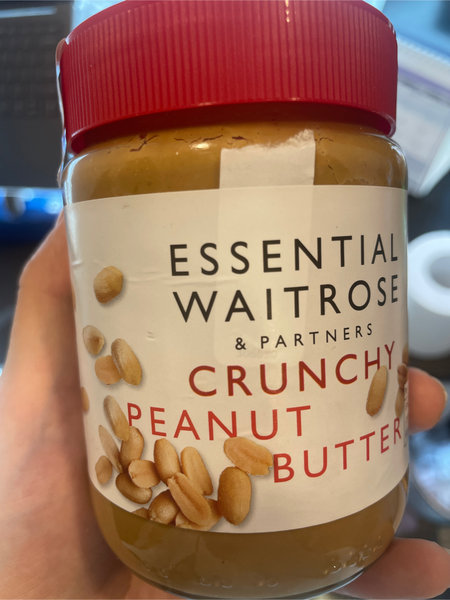 ESSENTIAL
WAITROSE
& PARTNERS
CRUNCHY
PEANUT
BUTTER